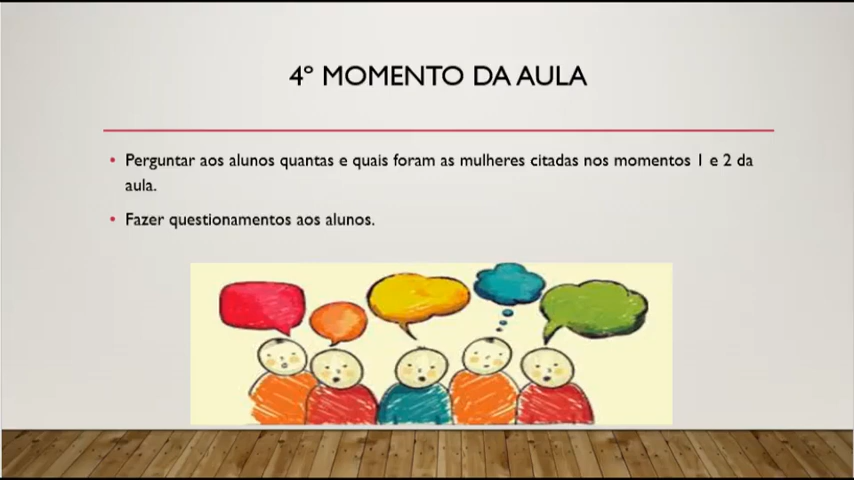 4º MOMENTO DA AULA
• Perguntar aos alunos quantas e quais foram as mulheres citadas nos momentos 1 e 2 da
aula.
• Fazer questionamentos aos alunos.